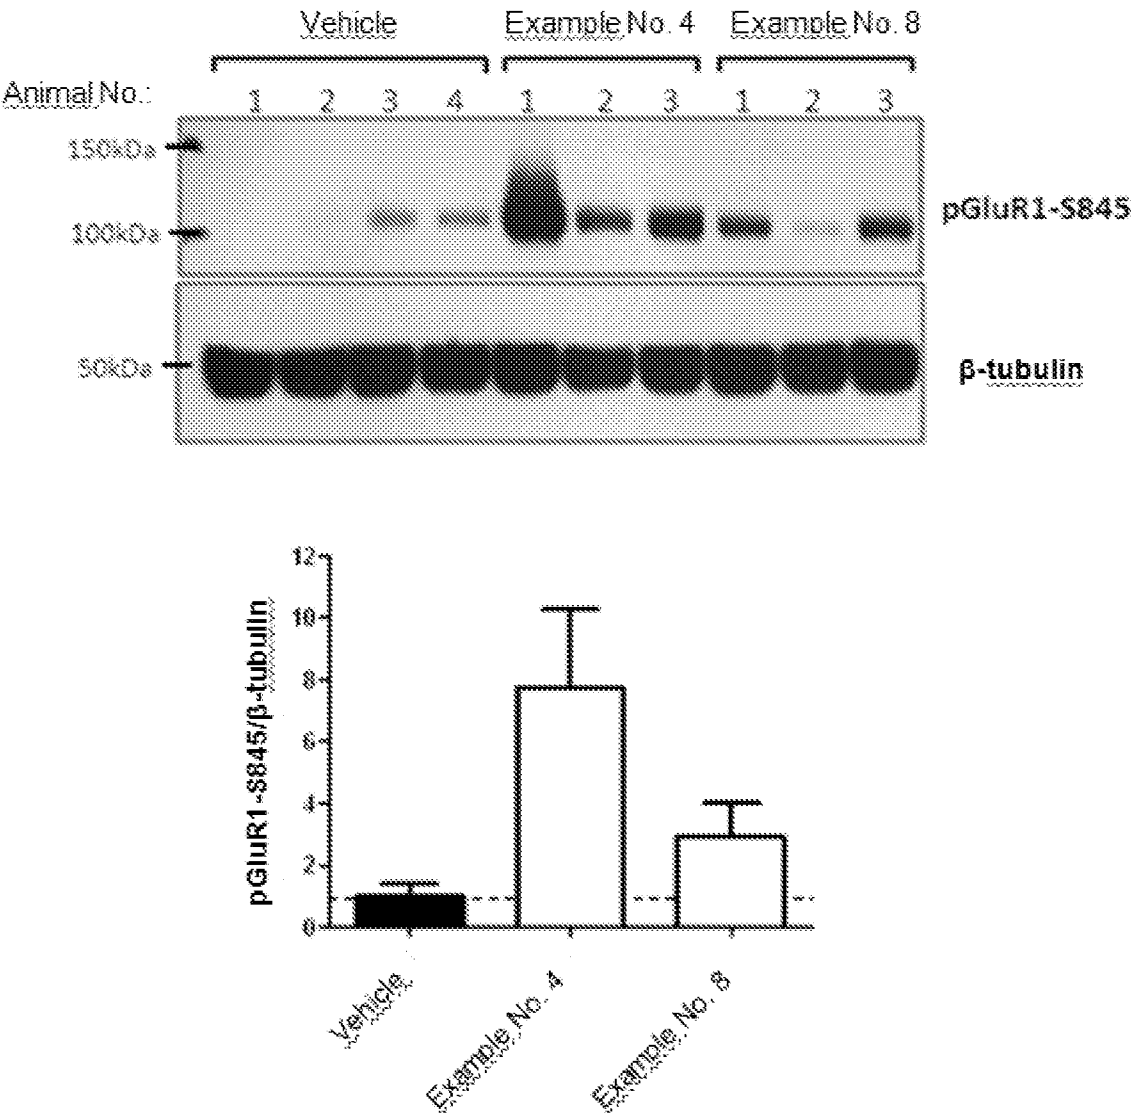 Vehicle Example No. 4 Example No. 8
Animal No.: 1 2 3 4 1 2 3 1 2 3
150kDa
pGluR1-S845
100kDa
50kDa
β-tubulin
12
10
8
6
4
2
0
pGluR1-S845/β-tubulin
Vehicle
Example No. 4
Example No. 8